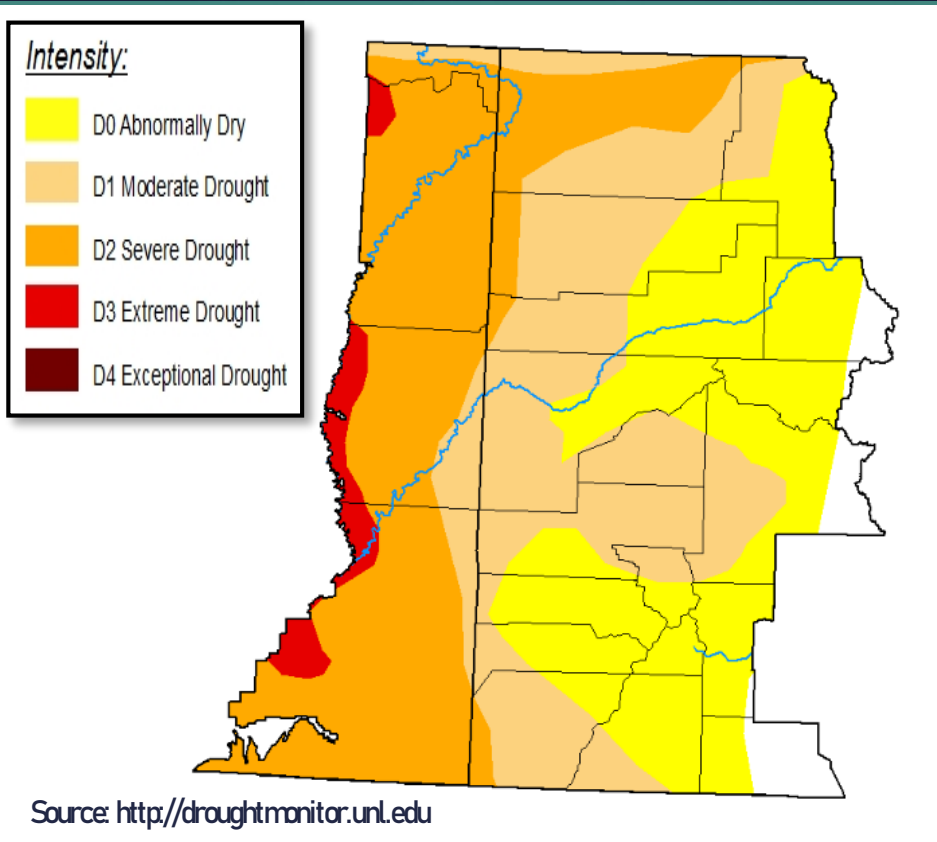 Intensity:
D0 Abnormally Dry
D1 Moderate Drought
D2 Severe Drought
D3 Extreme Drought
D4 Exceptional Drought
Source: http://droughtmonitor.unl.edu